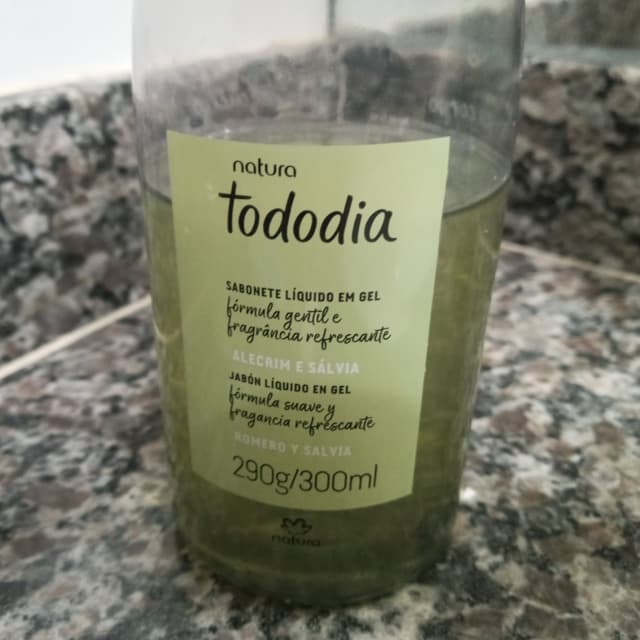 natura
tododia
SABONETE LÍQUIDO EM GEL
fórmula gentil e
fragrância refrescante
ALECRIM E SÁLVIA
JABÓN LÍQUIDO EN GEL
fórmula suave y
fragancia refrescante
ROMERO Y SALVIA
290g/300ml
natura